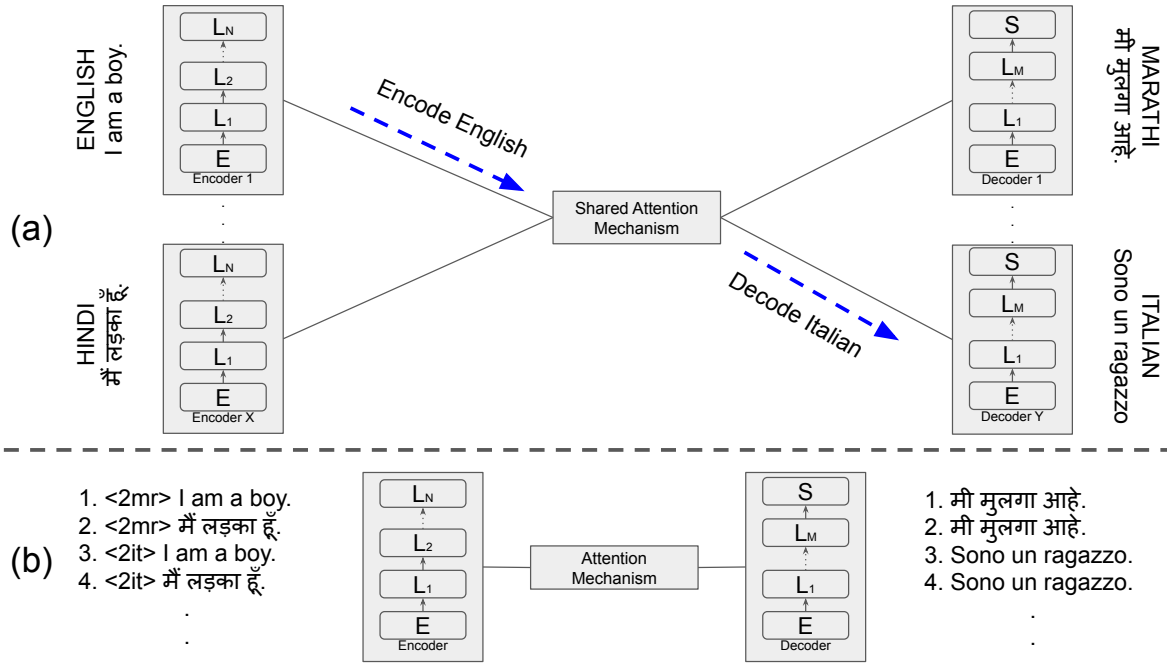 (a)
ENGLISH
I am a boy.
LN
L2
L1
E
Encoder 1
.
.
.
HINDI
मैं लड़का हूँ.
LN
L2
L1
E
Encoder X
Encode English
Shared Attention
Mechanism
Decode Italian
S
LM
L1
E
Decoder 1
MARATHI
मी मुलगा आहे.
.
.
.
S
LM
L1
E
Decoder Y
ITALIAN
Sono un ragazzo
(b)
1. <2mr> I am a boy.
2. <2mr> मैं लड़का हूँ.
3. <2it> I am a boy.
4. <2it> मैं लड़का हूँ.
.
.
LN
L2
L1
E
Encoder
Attention
Mechanism
S
LM
L1
E
Decoder
1. मी मुलगा आहे.
2. मी मुलगा आहे.
3. Sono un ragazzo.
4. Sono un ragazzo.
.
.